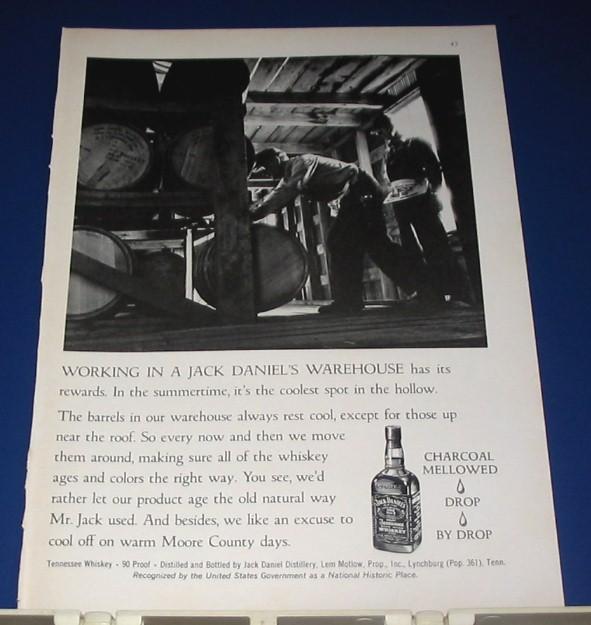 43
WORKING IN A JACK DANIEL'S WAREHOUSE has its
rewards. In the summertime, it's the coolest spot in the hollow.
The barrels in our warehouse always rest cool, except for those up
near the roof. So every now and then we move
them around, making sure all of the whiskey
ages and colors the right way. You see, we'd
rather let our product age the old natural way
Mr. Jack used. And besides, we like an excuse to
cool off on warm Moore County days.
CHARCOAL
MELLOWED
DROP
BY DROP
Tennessee Whiskey • 90 Proof • Distilled and Bottled by Jack Daniel Distillery, Lem Motlow, Prop., Inc., Lynchburg (Pop. 361), Tenn.
Recognized by the United States Government as a National Historic Place.